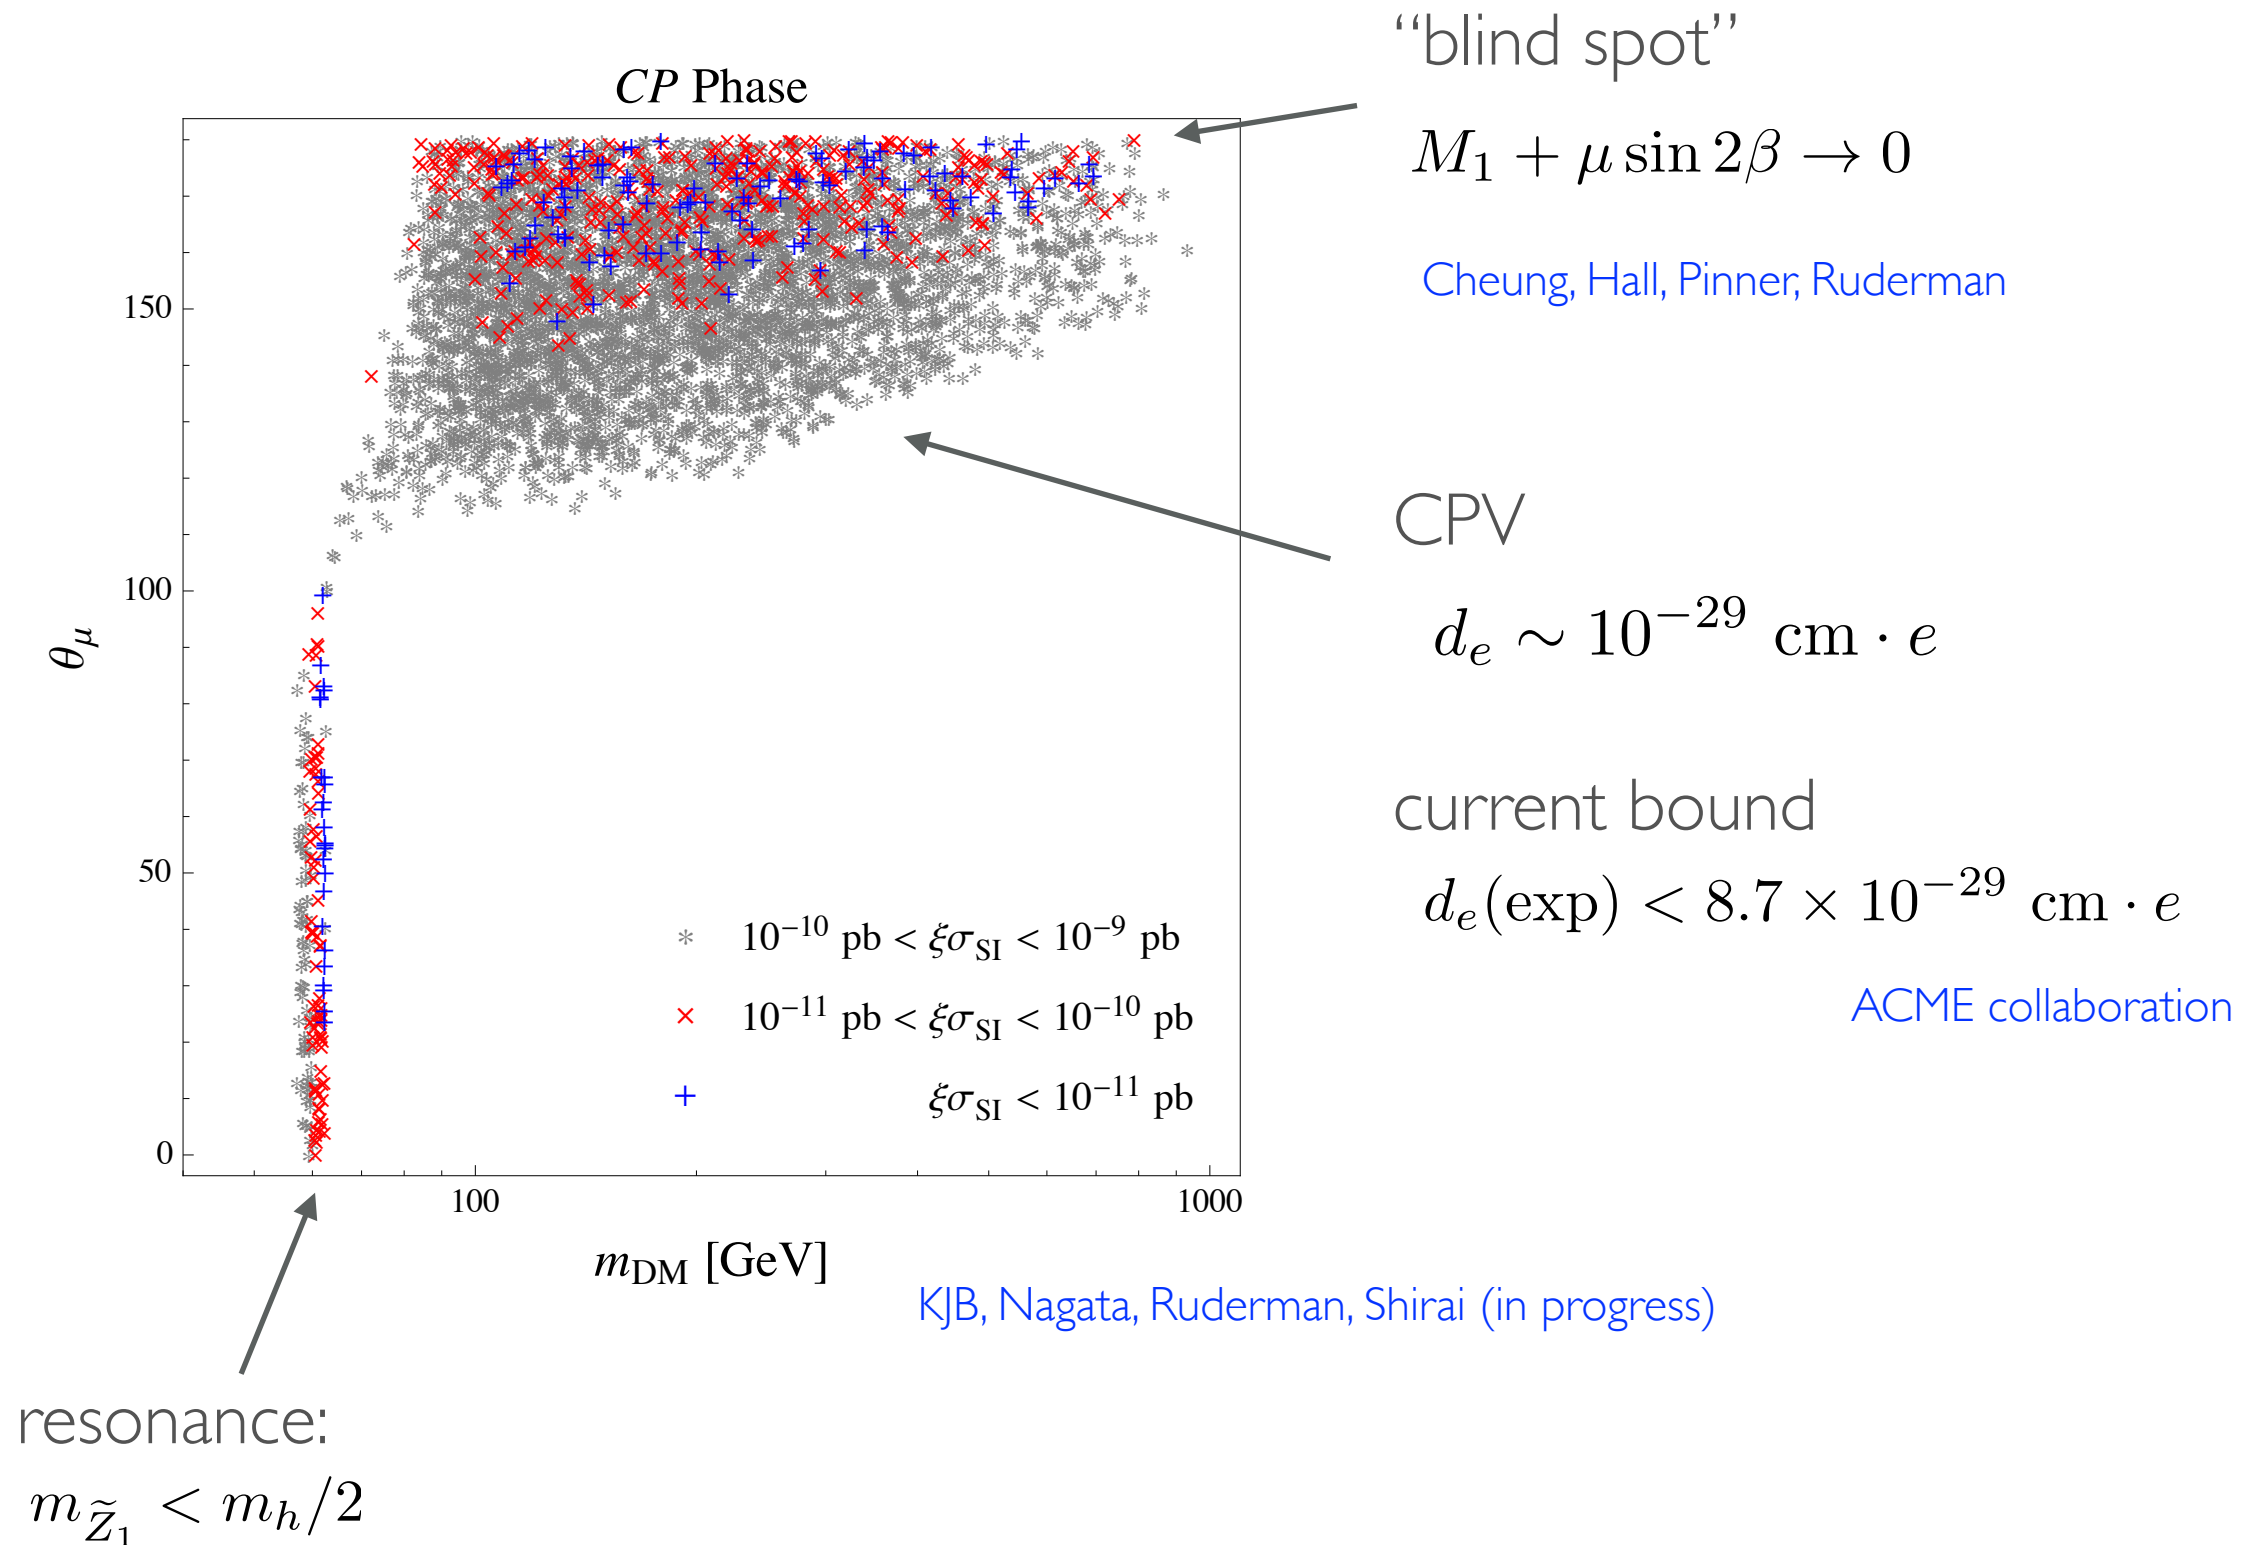 “blind spot”
CP Phase
M₁ + μ sin 2β → 0
Cheung, Hall, Pinner, Ruderman
150
100
50
0
θ_μ
CPV
d_e ∼ 10⁻²⁹ cm · e
current bound
d_e(exp) < 8.7 × 10⁻²⁹ cm · e
ACME collaboration
* 10⁻¹⁰ pb < ξσ_SI < 10⁻⁹ pb
× 10⁻¹¹ pb < ξσ_SI < 10⁻¹⁰ pb
+ ξσ_SI < 10⁻¹¹ pb
100 1000
m_DM [GeV]
KJB, Nagata, Ruderman, Shirai (in progress)
resonance:
m_{Z̃₁} < m_h/2